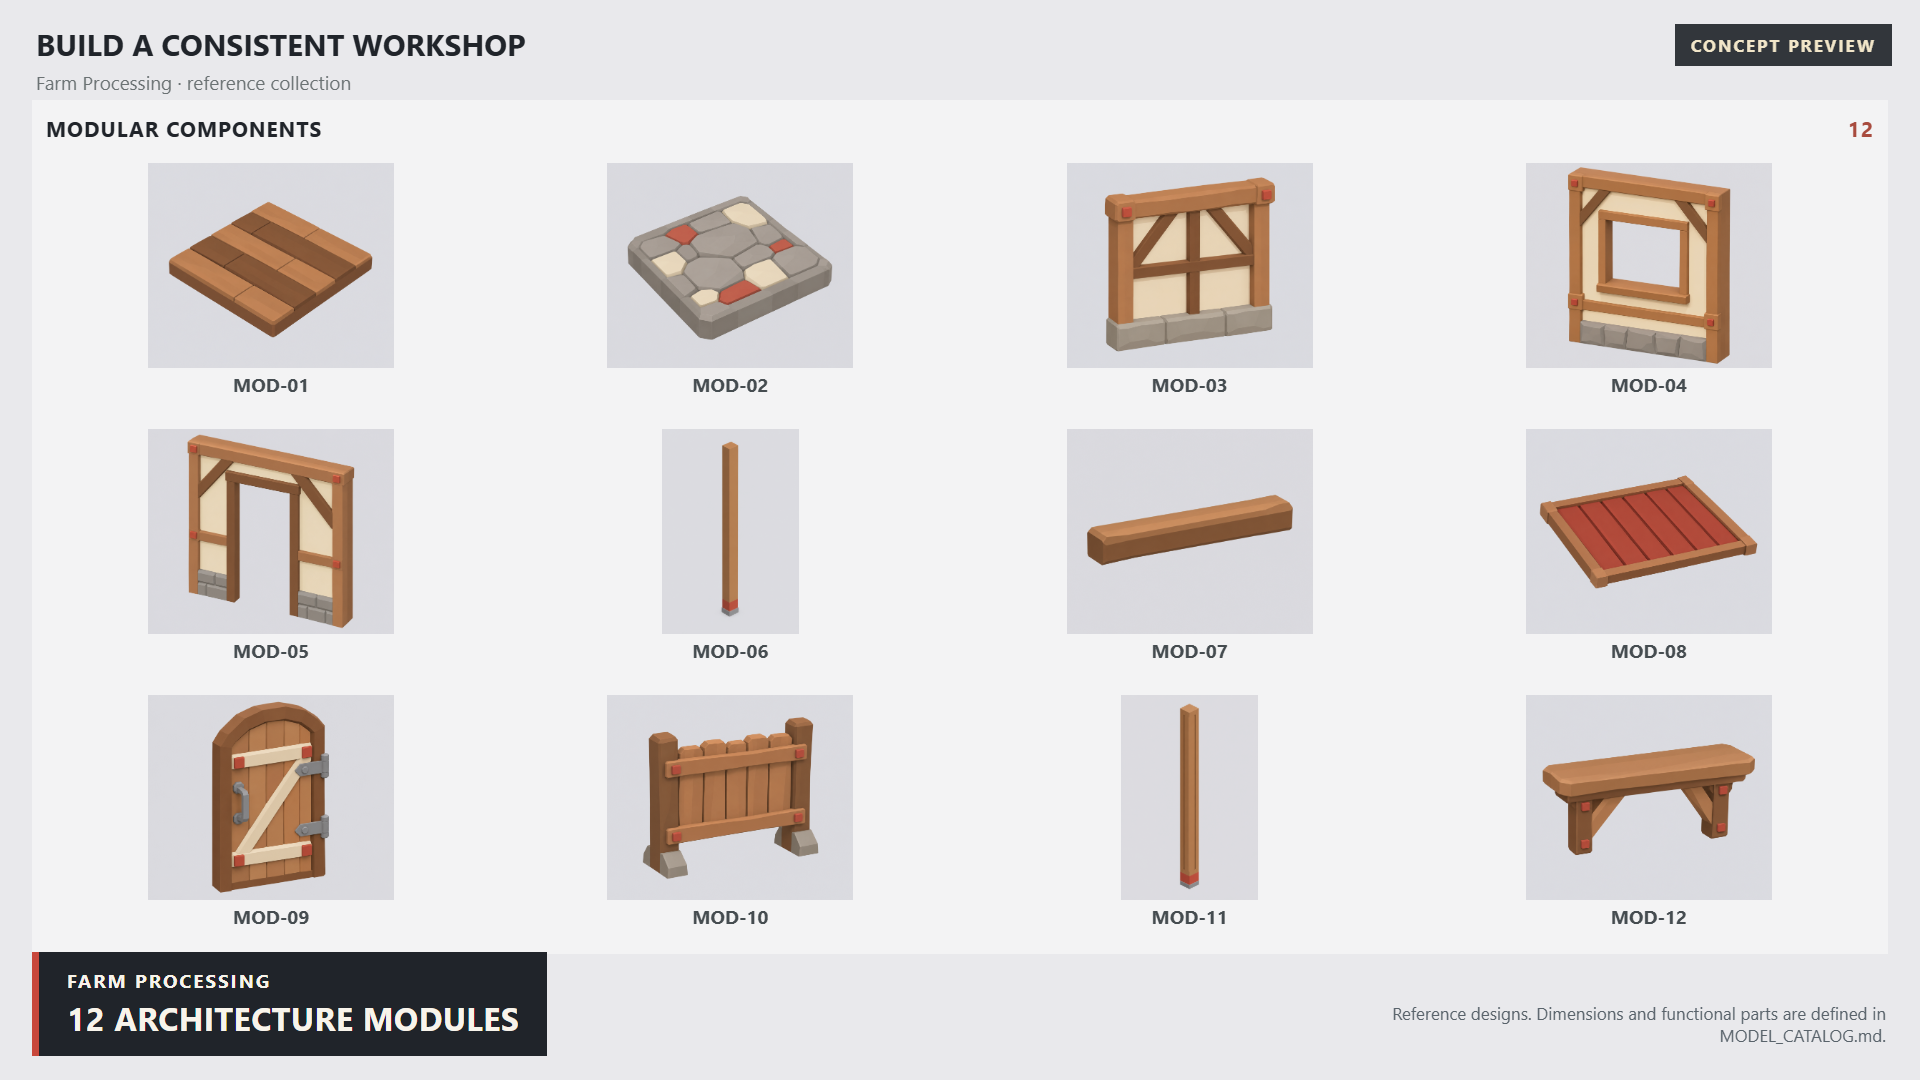 BUILD A CONSISTENT WORKSHOP
CONCEPT PREVIEW
Farm Processing · reference collection
MODULAR COMPONENTS
12
MOD-01
MOD-02
MOD-03
MOD-04
MOD-05
MOD-06
MOD-07
MOD-08
MOD-09
MOD-10
MOD-11
MOD-12
FARM PROCESSING
12 ARCHITECTURE MODULES
Reference designs. Dimensions and functional parts are defined in
MODEL_CATALOG.md.